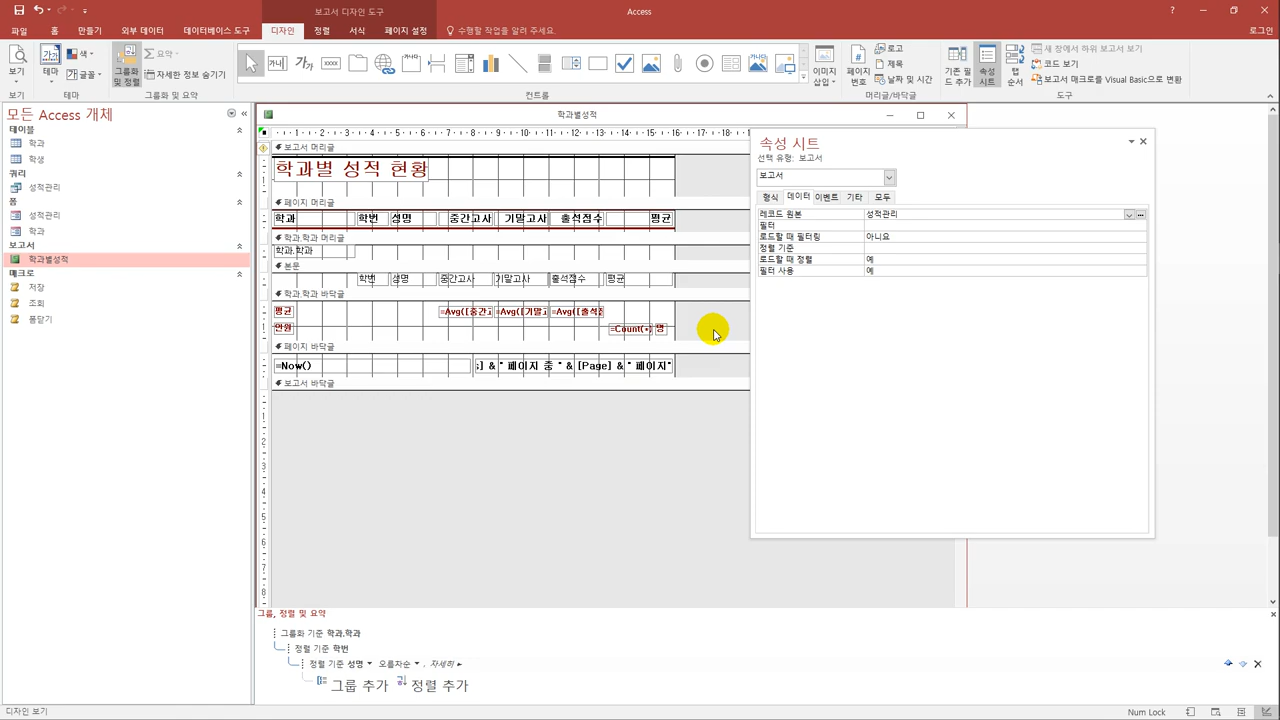 보고서 디자인 도구
Access
로그인
파일 홈 만들기 외부 데이터 데이터베이스 도구 디자인 정렬 서식 페이지 설정 수행할 작업을 알려 주세요.
보기 테마 색 글꼴 그룹화 및 정렬 요약 자세한 정보 숨기기
이미지 삽입 페이지 번호 로고 제목 날짜 및 시간
기존 필드 추가 속성 시트 탭 순서 새 창에서 하위 보고서 보기
코드 보기
보고서 매크로를 Visual Basic으로 변환
보기 테마 그룹화 및 요약 컨트롤 머리글/바닥글 도구
모든 Access 개체
테이블
학과
학생
쿼리
성적관리
폼
성적관리
학과
보고서
학과별성적
매크로
저장
조회
폼닫기
학과별성적
보고서 머리글
학과별 성적 현황
페이지 머리글
학과 학번 성명 중간고사 기말고사 출석점수 평균
학과.학과 머리글
학과.학과
본문
학번 성명 중간고사 기말고사 출석점수 평균
학과.학과 바닥글
평균 =Avg([중간고 =Avg([기말고 =Avg([출석점
인원 =Count(*) 명
페이지 바닥글
=Now() ;] & " 페이지 중 " & [Page] & " 페이지"
보고서 바닥글
속성 시트
선택 유형: 보고서
보고서
형식 데이터 이벤트 기타 모두
레코드 원본 성적관리
필터
로드할 때 필터링 아니요
정렬 기준
로드할 때 정렬 예
필터 사용 예
그룹, 정렬 및 요약
그룹화 기준 학과.학과
정렬 기준 학번
정렬 기준 성명 오름차순 , 자세히
그룹 추가 정렬 추가
디자인 보기
Num Lock